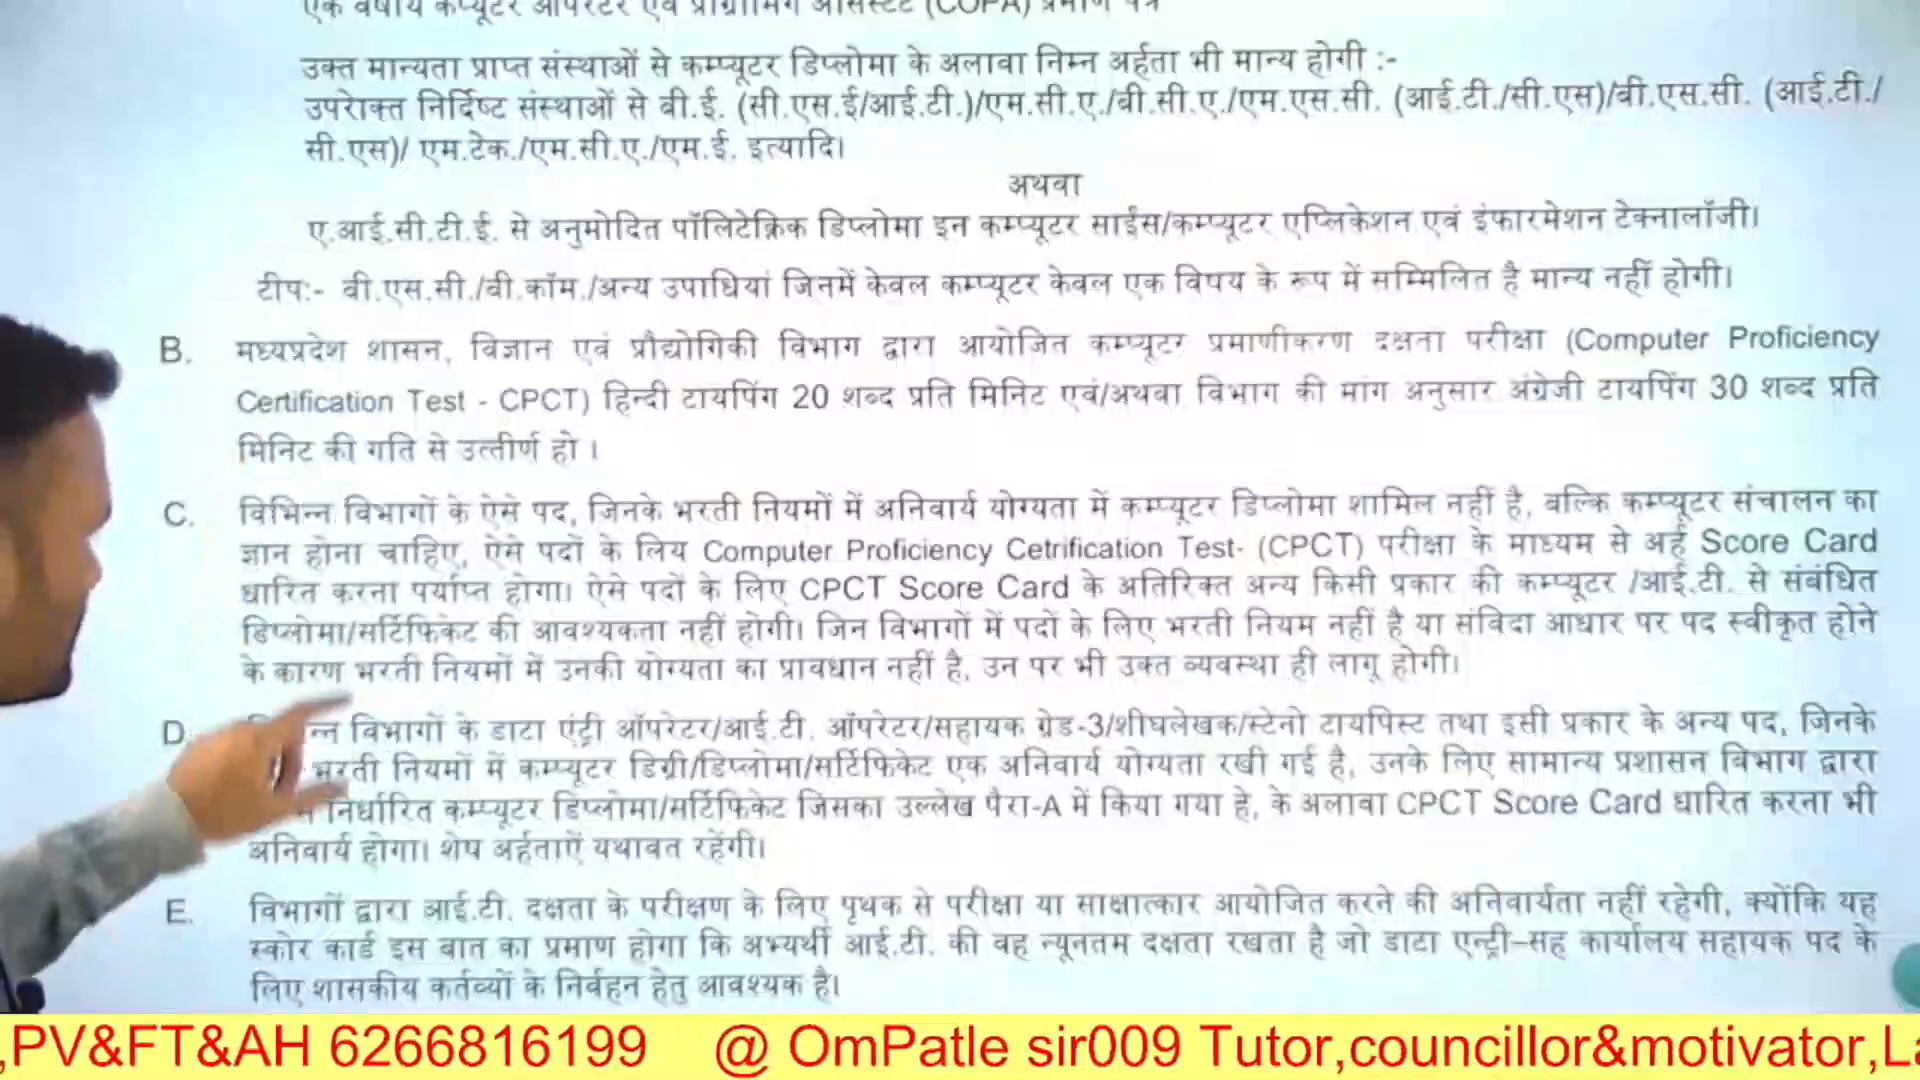 एक वर्षीय कम्प्यूटर ऑपरेटर एवं प्रोग्रामिंग असिस्टेंट (COPA) प्रमाण पत्र
उक्त मान्यता प्राप्त संस्थाओं से कम्प्यूटर डिप्लोमा के अलावा निम्न अर्हता भी मान्य होगी :-
उपरोक्त निर्दिष्ट संस्थाओं से बी.ई. (सी.एस.ई/आई.टी.)/एम.सी.ए./बी.सी.ए./एम.एस.सी. (आई.टी./सी.एस)/बी.एस.सी. (आई.टी./
सी.एस)/ एम.टेक./एम.सी.ए./एम.ई. इत्यादि।
अथवा
ए.आई.सी.टी.ई. से अनुमोदित पॉलिटेक्निक डिप्लोमा इन कम्प्यूटर साईंस/कम्प्यूटर एप्लिकेशन एवं इंफारमेशन टेक्नालॉजी।
टीप:- बी.एस.सी./बी.कॉम./अन्य उपाधियां जिनमें केवल कम्प्यूटर केवल एक विषय के रूप में सम्मिलित है मान्य नहीं होगी।
B. मध्यप्रदेश शासन, विज्ञान एवं प्रौद्योगिकी विभाग द्वारा आयोजित कम्प्यूटर प्रमाणीकरण दक्षता परीक्षा (Computer Proficiency
Certification Test - CPCT) हिन्दी टायपिंग 20 शब्द प्रति मिनिट एवं/अथवा विभाग की मांग अनुसार अंग्रेजी टायपिंग 30 शब्द प्रति
मिनिट की गति से उत्तीर्ण हो ।
C. विभिन्न विभागों के ऐसे पद, जिनके भरती नियमों में अनिवार्य योग्यता में कम्प्यूटर डिप्लोमा शामिल नहीं है, बल्कि कम्प्यूटर संचालन का
ज्ञान होना चाहिए, ऐसे पदों के लिय Computer Proficiency Cetrification Test- (CPCT) परीक्षा के माध्यम से अर्ह Score Card
धारित करना पर्याप्त होगा। ऐसे पदों के लिए CPCT Score Card के अतिरिक्त अन्य किसी प्रकार की कम्प्यूटर /आई.टी. से संबंधित
डिप्लोमा/सर्टिफिकेट की आवश्यकता नहीं होगी। जिन विभागों में पदों के लिए भरती नियम नहीं है या संविदा आधार पर पद स्वीकृत होने
के कारण भरती नियमों में उनकी योग्यता का प्रावधान नहीं है, उन पर भी उक्त व्यवस्था ही लागू होगी।
D. विभागों के डाटा एंट्री ऑपरेटर/आई.टी. ऑपरेटर/सहायक ग्रेड-3/शीघलेखक/स्टेनो टायपिस्ट तथा इसी प्रकार के अन्य पद, जिनके
भरती नियमों में कम्प्यूटर डिग्री/डिप्लोमा/सर्टिफिकेट एक अनिवार्य योग्यता रखी गई है, उनके लिए सामान्य प्रशासन विभाग द्वारा
निर्धारित कम्प्यूटर डिप्लोमा/सर्टिफिकेट जिसका उल्लेख पैरा-A में किया गया है, के अलावा CPCT Score Card धारित करना भी
अनिवार्य होगा। शेष अर्हताऐं यथावत रहेंगी।
E. विभागों द्वारा आई.टी. दक्षता के परीक्षण के लिए पृथक से परीक्षा या साक्षात्कार आयोजित करने की अनिवार्यता नहीं रहेगी, क्योंकि यह
स्कोर कार्ड इस बात का प्रमाण होगा कि अभ्यर्थी आई.टी. की वह न्यूनतम दक्षता रखता है जो डाटा एन्ट्री–सह कार्यालय सहायक पद के
लिए शासकीय कर्तव्यों के निर्वहन हेतु आवश्यक है।
,PV&FT&AH 6266816199 @ OmPatle sir009 Tutor,councillor&motivator,La